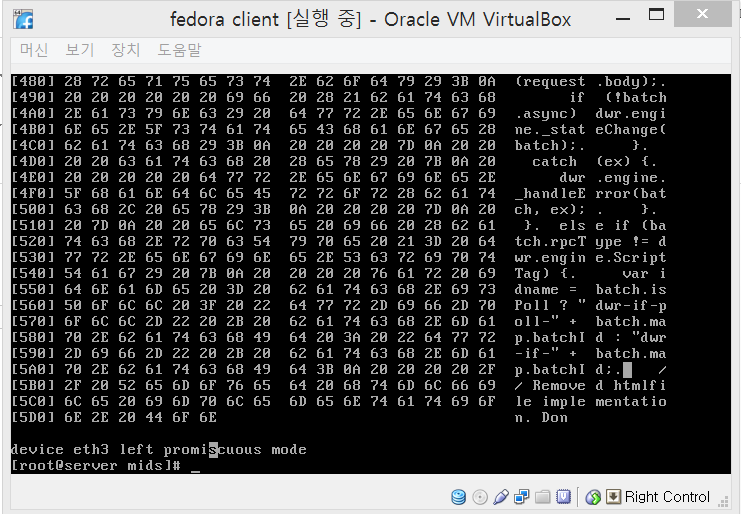 fedora client [실행 중] - Oracle VM VirtualBox
머신 보기 장치 도움말
[480] 28 72 65 71 75 65 73 74  2E 62 6F 64 79 29 3B 0A  (request .body);.
[490] 20 20 20 20 20 20 69 66  20 28 21 62 61 74 63 68        if  (!batch
[4A0] 2E 61 73 79 6E 63 29 20  64 77 72 2E 65 6E 67 69  .async)  dwr.engi
[4B0] 6E 65 2E 5F 73 74 61 74  65 43 68 61 6E 67 65 28  ne._stat eChange(
[4C0] 62 61 74 63 68 29 3B 0A  20 20 20 20 7D 0A 20 20  batch);.     }.
[4D0] 20 20 63 61 74 63 68 20  28 65 78 29 20 7B 0A 20    catch  (ex) {.
[4E0] 20 20 20 20 20 64 77 72  2E 65 6E 67 69 6E 65 2E       dwr .engine.
[4F0] 5F 68 61 6E 64 6C 65 45  72 72 6F 72 28 62 61 74  _handleE rror(bat
[500] 63 68 2C 20 65 78 29 3B  0A 20 20 20 20 7D 0A 20  ch, ex); .    }.
[510] 20 7D 0A 20 20 65 6C 73  65 20 69 66 20 28 62 61   }.  els e if (ba
[520] 74 63 68 2E 72 70 63 54  79 70 65 20 21 3D 20 64  tch.rpcT ype != d
[530] 77 72 2E 65 6E 67 69 6E  65 2E 53 63 72 69 70 74  wr.engin e.Script
[540] 54 61 67 29 20 7B 0A 20  20 20 20 76 61 72 20 69  Tag) {.     var i
[550] 64 6E 61 6D 65 20 3D 20  62 61 74 63 68 2E 69 73  dname =  batch.is
[560] 50 6F 6C 6C 20 3F 20 22  64 77 72 2D 69 66 2D 70  Poll ? " dwr-if-p
[570] 6F 6C 6C 2D 22 20 2B 20  62 61 74 63 68 2E 6D 61  oll-" +  batch.ma
[580] 70 2E 62 61 74 63 68 49  64 20 3A 20 22 64 77 72  p.batchI d : "dwr
[590] 2D 69 66 2D 22 20 2B 20  62 61 74 63 68 2E 6D 61  -if-" +  batch.ma
[5A0] 70 2E 62 61 74 63 68 49  64 3B 0A 20 20 20 20 2F  p.batchI d;.    /
[5B0] 2F 20 52 65 6D 6F 76 65  64 20 68 74 6D 6C 66 69  / Remove d htmlfi
[5C0] 6C 65 20 69 6D 70 6C 65  6D 65 6E 74 61 74 69 6F  le imple mentatio
[5D0] 6E 2E 20 44 6F 6E  n. Don
device eth3 left promiscuous mode
[root@server mids]# _
Right Control